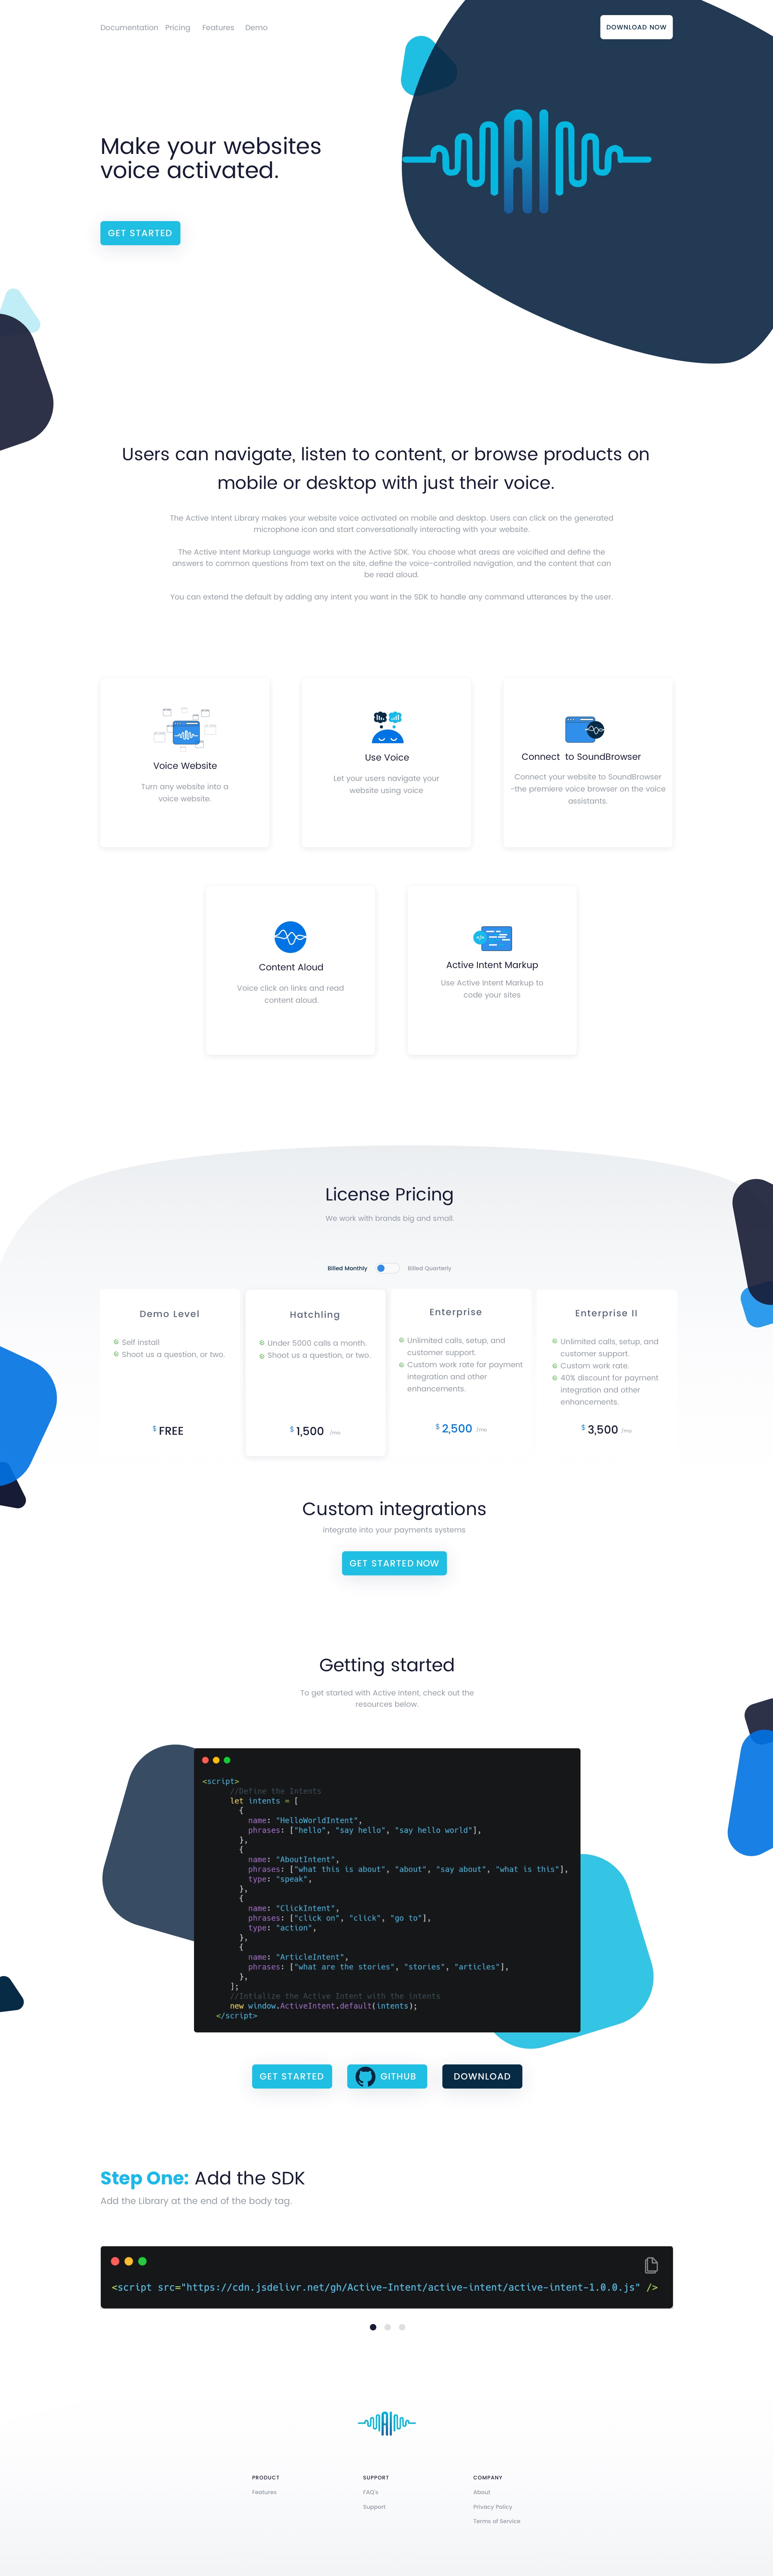 Documentation Pricing Features Demo
DOWNLOAD NOW
Make your websites
voice activated.
GET STARTED
Users can navigate, listen to content, or browse products on
mobile or desktop with just their voice.
The Active Intent Library makes your website voice activated on mobile and desktop. Users can click on the generated
microphone icon and start conversationally interacting with your website.
The Active Intent Markup Language works with the Active SDK. You choose what areas are voicified and define the
answers to common questions from text on the site, define the voice-controlled navigation, and the content that can
be read aloud.
You can extend the default by adding any intent you want in the SDK to handle any command utterances by the user.
Voice Website
Turn any website into a
voice website.
Use Voice
Let your users navigate your
website using voice
Connect to SoundBrowser
Connect your website to SoundBrowser
-the premiere voice browser on the voice
assistants.
Content Aloud
Voice click on links and read
content aloud.
Active Intent Markup
Use Active Intent Markup to
code your sites
License Pricing
We work with brands big and small.
Billed Monthly
Billed Quarterly
Demo Level
Self install
Shoot us a question, or two.
$ FREE
Hatchling
Under 5000 calls a month.
Shoot us a question, or two.
$ 1,500 /mo
Enterprise
Unlimited calls, setup, and
customer support.
Custom work rate for payment
integration and other
enhancements.
$ 2,500 /mo
Enterprise II
Unlimited calls, setup, and
customer support.
Custom work rate.
40% discount for payment
integration and other
enhancements.
$ 3,500 /mo
Custom integrations
integrate into your payments systems
GET STARTED NOW
Getting started
To get started with Active Intent, check out the
resources below.
<script>
//Define the Intents
let intents = [
{
name: "HelloWorldIntent",
phrases: ["hello", "say hello", "say hello world"],
},
{
name: "AboutIntent",
phrases: ["what this is about", "about", "say about", "what is this"],
type: "speak",
},
{
name: "ClickIntent",
phrases: ["click on", "click", "go to"],
type: "action",
},
{
name: "ArticleIntent",
phrases: ["what are the stories", "stories", "articles"],
},
];
//Intialize the Active Intent with the intents
new window.ActiveIntent.default(intents);
</script>
GET STARTED
GITHUB
DOWNLOAD
Step One: Add the SDK
Add the Library at the end of the body tag.
<script src="https://cdn.jsdelivr.net/gh/Active-Intent/active-intent/active-intent-1.0.0.js" />
PRODUCT
Features
SUPPORT
FAQ's
Support
COMPANY
About
Privacy Policy
Terms of Service